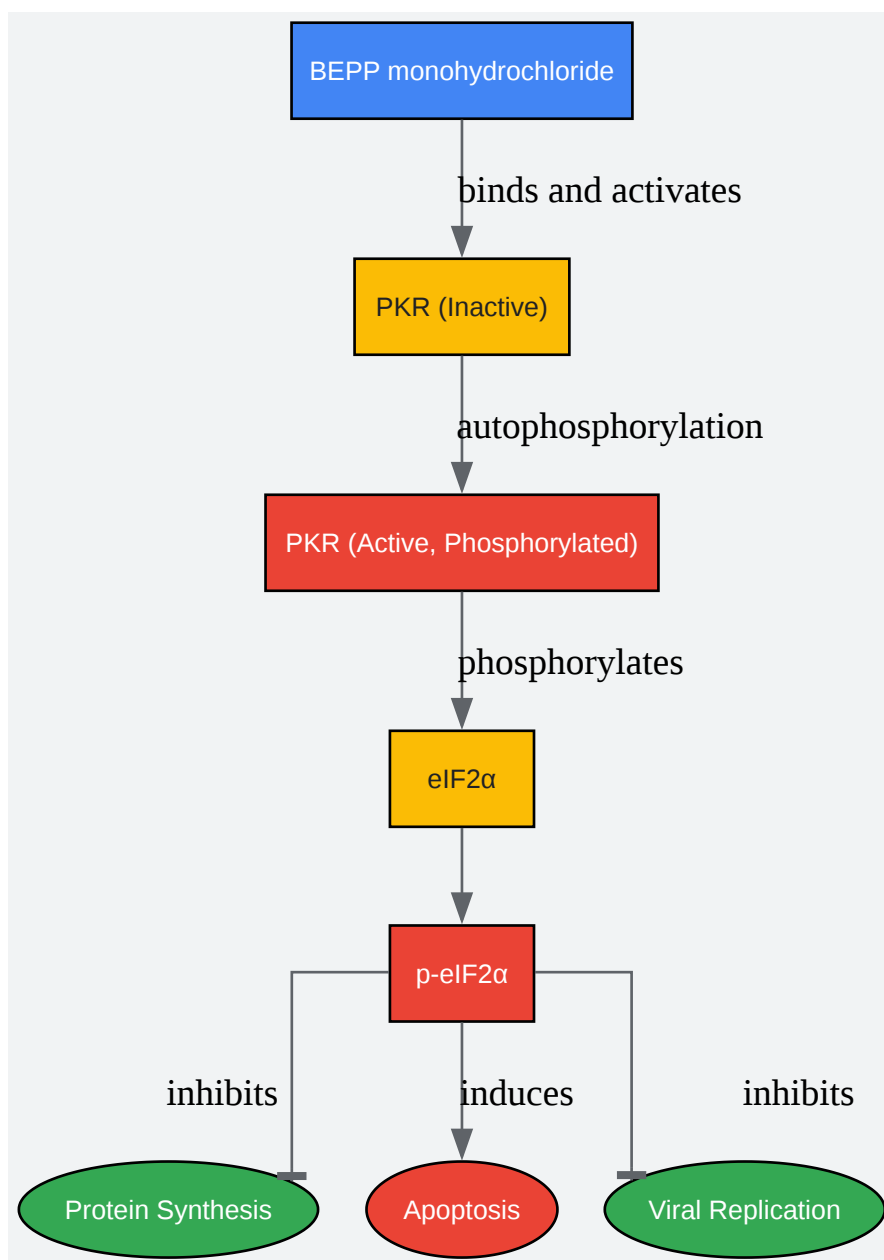 BEPP monohydrochloride
binds and activates
PKR (Inactive)
autophosphorylation
PKR (Active, Phosphorylated)
phosphorylates
eIF2α
p-eIF2α
inhibits
induces
inhibits
Protein Synthesis
Apoptosis
Viral Replication